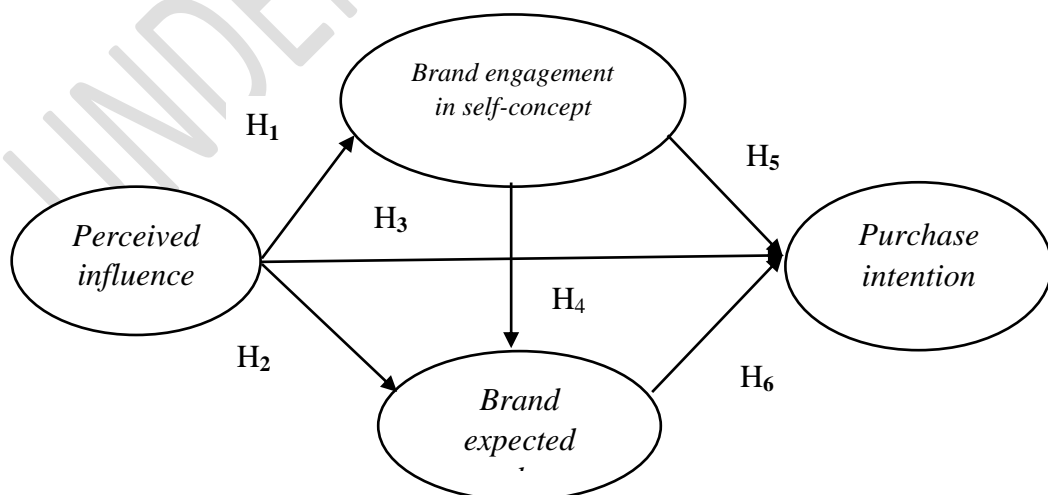 Brand engagement
in self-concept
H1
H5
H3
Perceived
influence
Purchase
intention
H4
H2
H6
Brand
expected